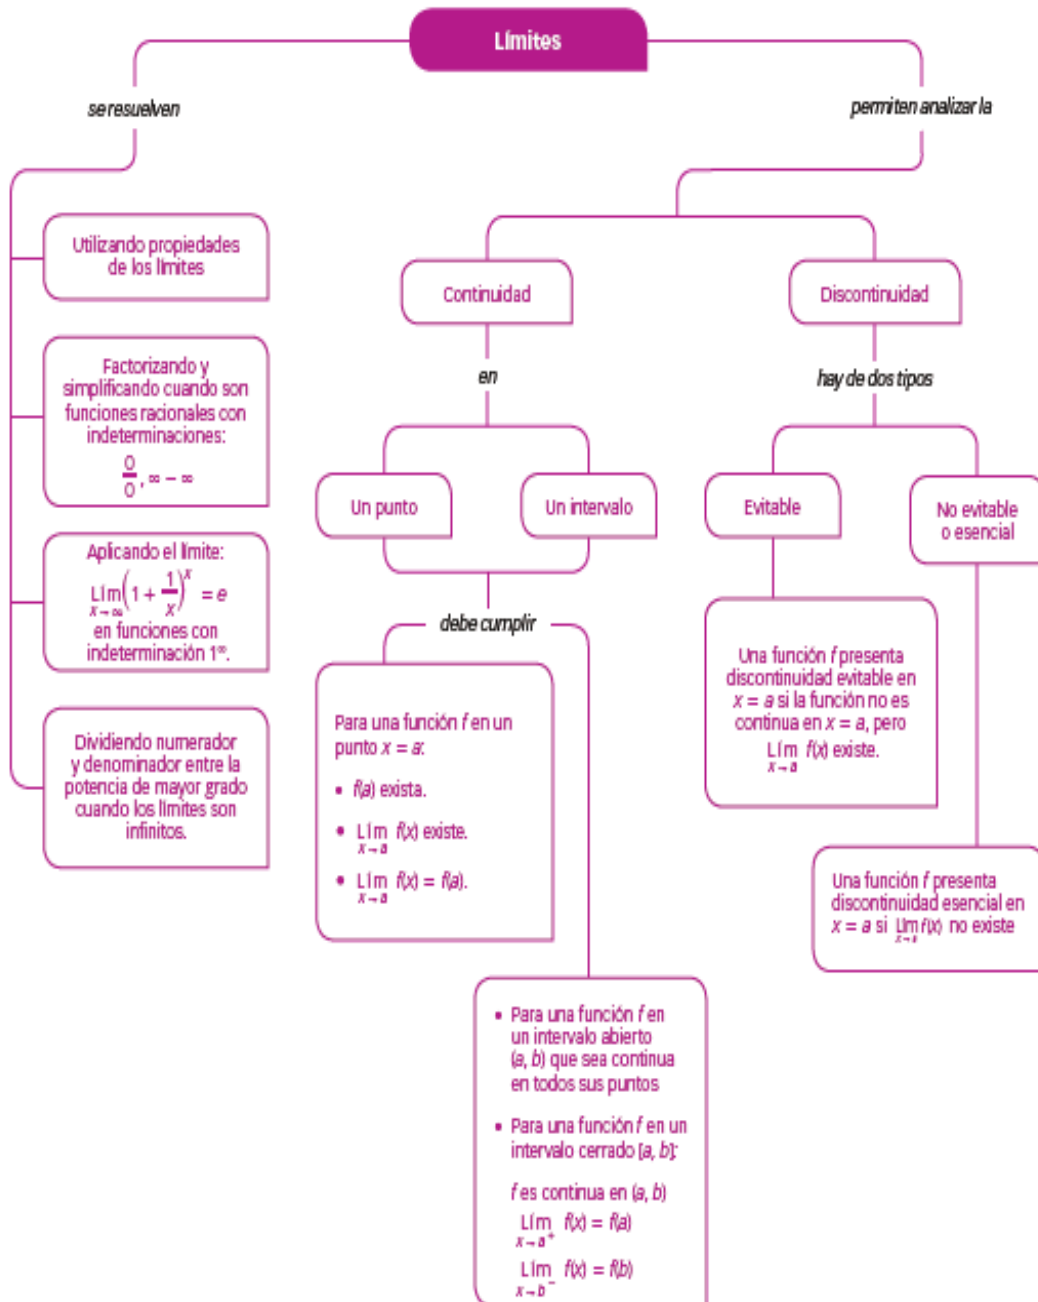 Límites
se resuelven
permiten analizar la
Utilizando propiedades
de los límites
Factorizando y
simplificando cuando son
funciones racionales con
indeterminaciones:
0/0, ∞ − ∞
Aplicando el límite:
Lím x→∞ (1 + 1/x)^x = e
en funciones con
indeterminación 1^∞.
Dividiendo numerador
y denominador entre la
potencia de mayor grado
cuando los límites son
infinitos.
Continuidad
en
Un punto
Un intervalo
debe cumplir
Para una función f en un
punto x = a:
• f(a) exista.
• Lím x→a f(x) existe.
• Lím x→a f(x) = f(a).
• Para una función f en
un intervalo abierto
(a, b) que sea continua
en todos sus puntos
• Para una función f en un
intervalo cerrado [a, b]:
f es continua en (a, b)
Lím x→a⁺ f(x) = f(a)
Lím x→b⁻ f(x) = f(b)
Discontinuidad
hay de dos tipos
Evitable
No evitable
o esencial
Una función f presenta
discontinuidad evitable en
x = a si la función no es
continua en x = a, pero
Lím x→a f(x) existe.
Una función f presenta
discontinuidad esencial en
x = a si Lím x→a f(x) no existe